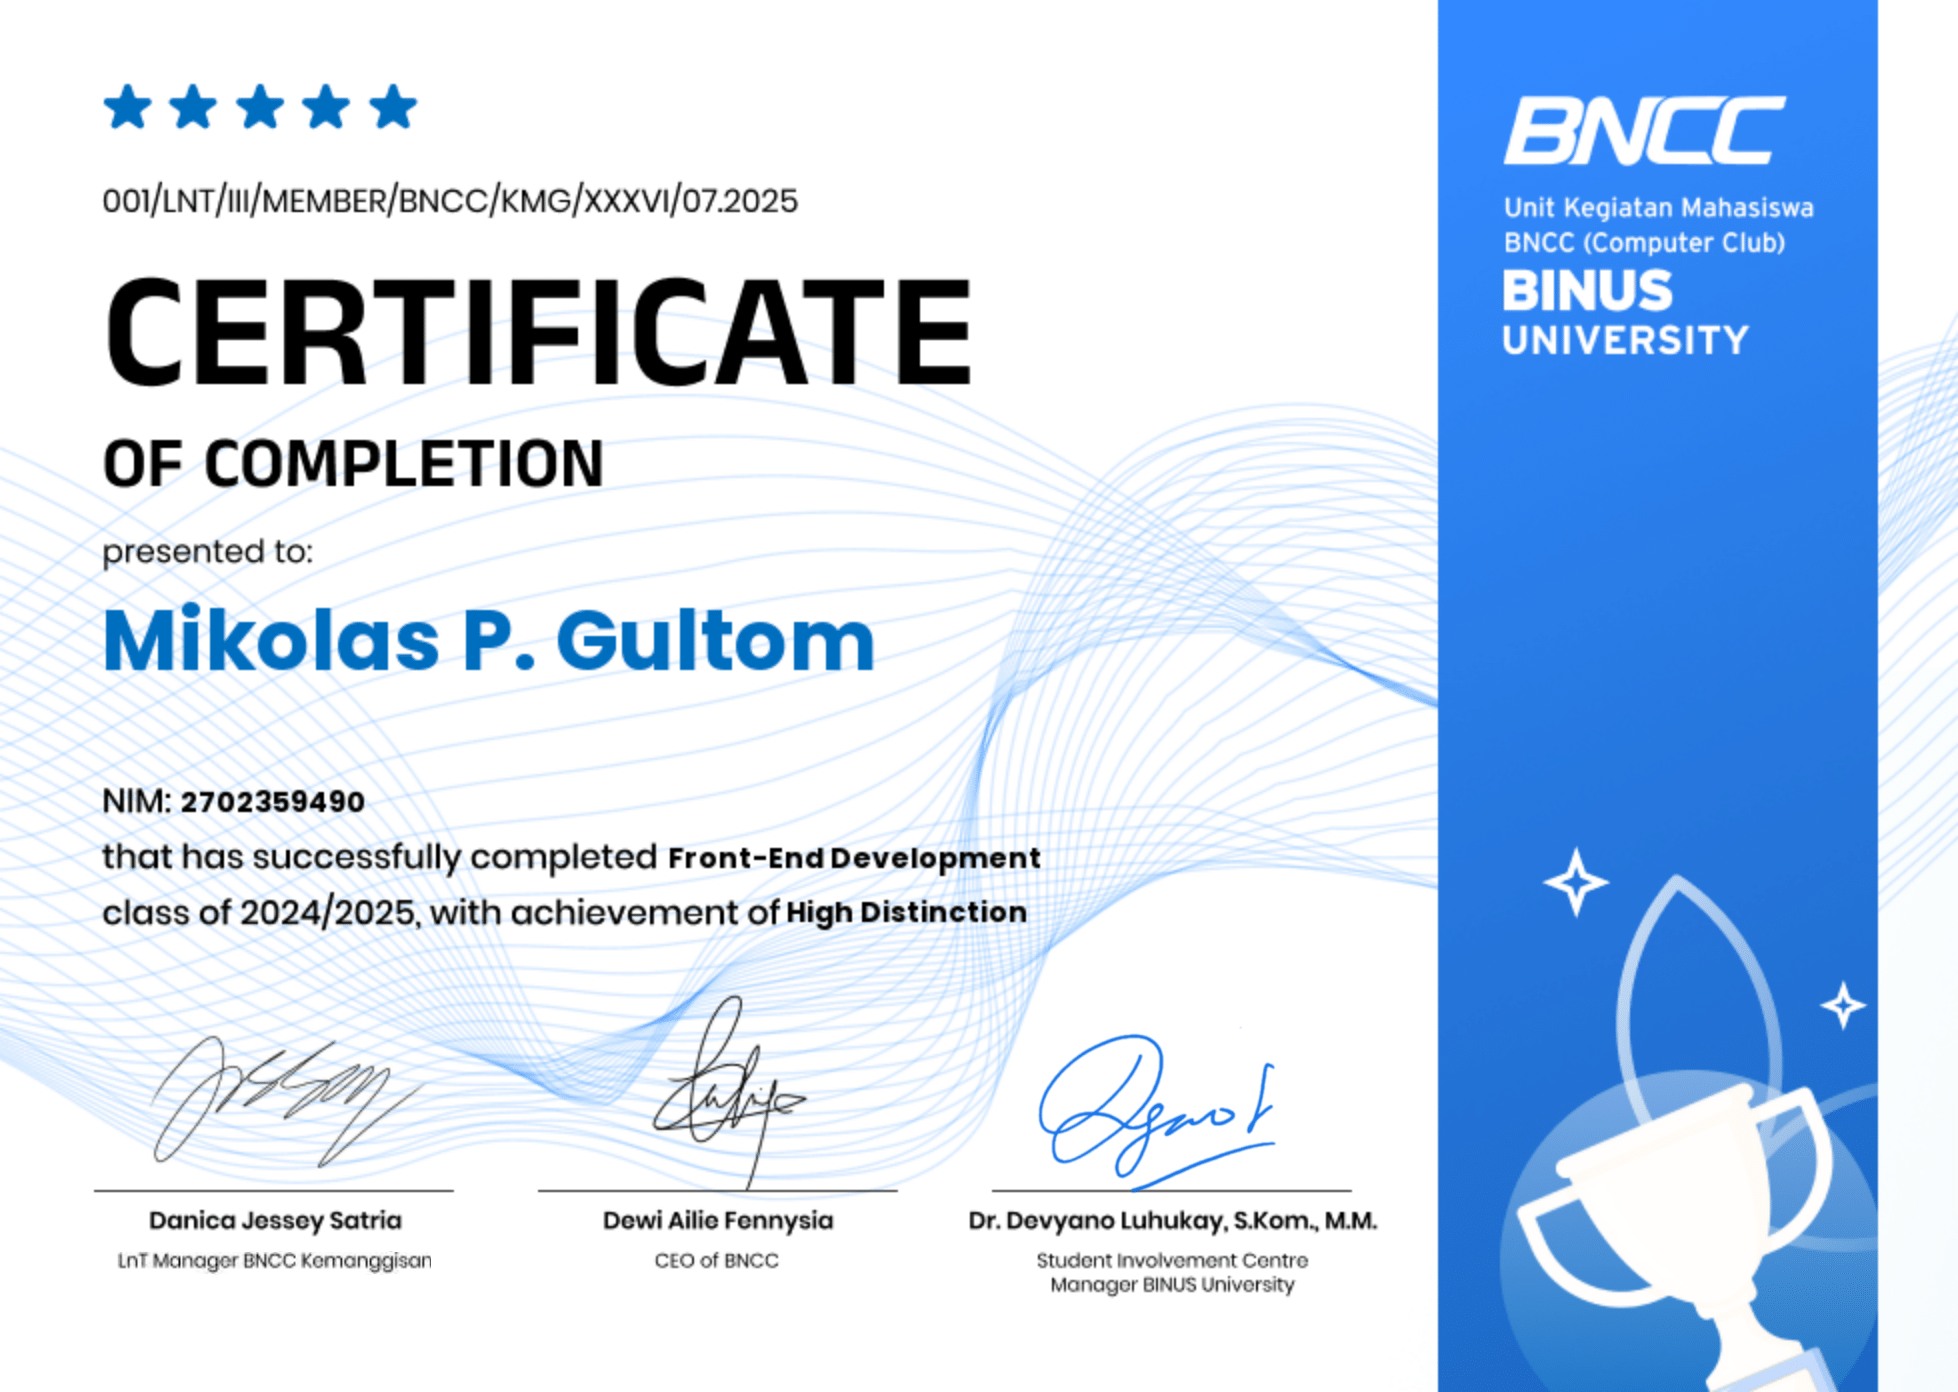 001/LNT/III/MEMBER/BNCC/KMG/XXXVI/07.2025
CERTIFICATE
OF COMPLETION
presented to:
Mikolas P. Gultom
NIM: 2702359490
that has successfully completed Front-End Development
class of 2024/2025, with achievement of High Distinction
Danica Jessey Satria
LnT Manager BNCC Kemanggisan
Dewi Ailie Fennysia
CEO of BNCC
Dr. Devyano Luhukay, S.Kom., M.M.
Student Involvement Centre
Manager BINUS University
BNCC
Unit Kegiatan Mahasiswa
BNCC (Computer Club)
BINUS
UNIVERSITY